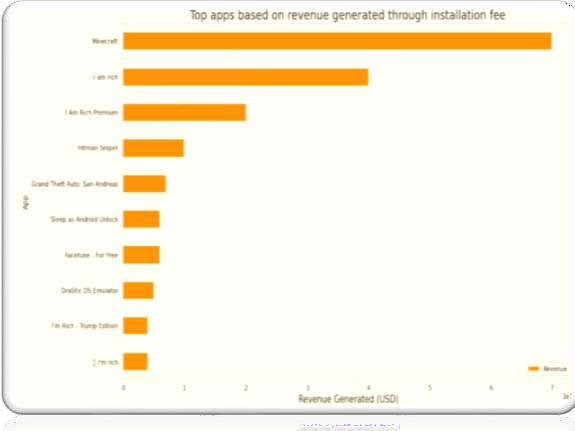 Top apps based on revenue generated through installation fee
Minecraft
I am rich
I Am Rich Premium
Hitman Sniper
Grand Theft Auto: San Andreas
Sleep as Android Unlock
Facetune - For Free
DraStic DS Emulator
I'm Rich - Trump Edition
I'm rich
App
Revenue
0 1 2 3 4 5 6 7
1e7
Revenue Generated (USD)